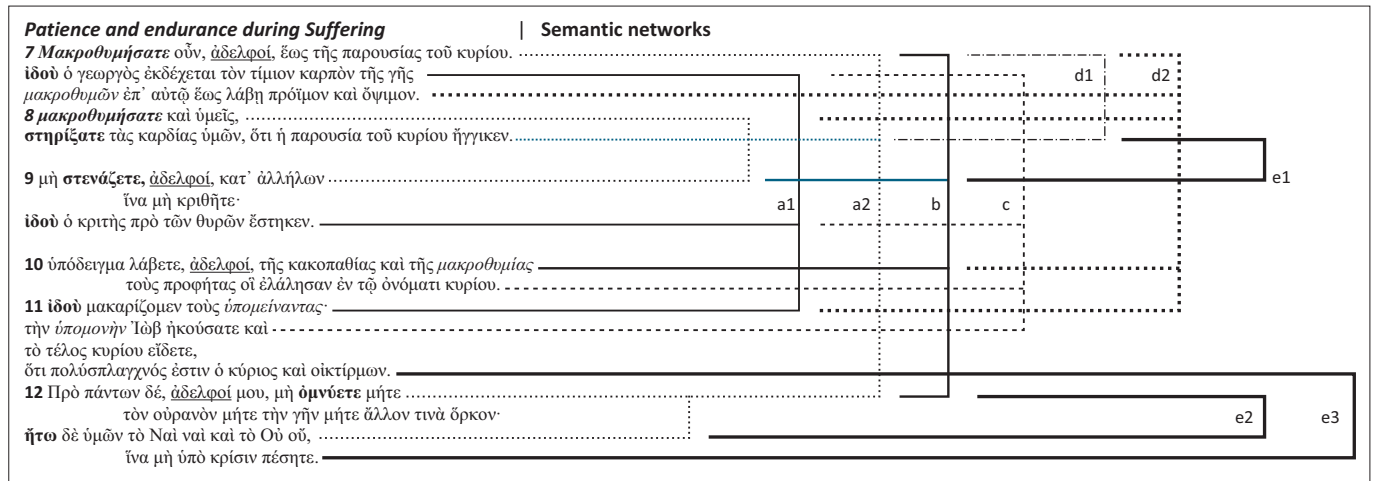 Patience and endurance during Suffering | Semantic networks
7 Μακροθυμήσατε οὖν, ἀδελφοί, ἕως τῆς παρουσίας τοῦ κυρίου.
ἰδοὺ ὁ γεωργὸς ἐκδέχεται τὸν τίμιον καρπὸν τῆς γῆς
d1 d2
μακροθυμῶν ἐπ᾽ αὐτῷ ἕως λάβῃ πρόϊμον καὶ ὄψιμον.
8 μακροθυμήσατε καὶ ὑμεῖς,
στηρίξατε τὰς καρδίας ὑμῶν, ὅτι ἡ παρουσία τοῦ κυρίου ἤγγικεν.
9 μὴ στενάζετε, ἀδελφοί, κατ᾽ ἀλλήλων
e1
ἵνα μὴ κριθῆτε·
a1 a2 b c
ἰδοὺ ὁ κριτὴς πρὸ τῶν θυρῶν ἕστηκεν.
10 ὑπόδειγμα λάβετε, ἀδελφοί, τῆς κακοπαθίας καὶ τῆς μακροθυμίας
τοὺς προφήτας οἳ ἐλάλησαν ἐν τῷ ὀνόματι κυρίου.
11 ἰδοὺ μακαρίζομεν τοὺς ὑπομείναντας·
τὴν ὑπομονὴν Ἰὼβ ἠκούσατε καὶ
τὸ τέλος κυρίου εἴδετε,
ὅτι πολύσπλαγχνός ἐστιν ὁ κύριος καὶ οἰκτίρμων.
12 Πρὸ πάντων δέ, ἀδελφοί μου, μὴ ὀμνύετε μήτε
τὸν οὐρανὸν μήτε τὴν γῆν μήτε ἄλλον τινὰ ὅρκον·
e2 e3
ἤτω δὲ ὑμῶν τὸ Ναὶ ναὶ καὶ τὸ Οὒ οὔ,
ἵνα μὴ ὑπὸ κρίσιν πέσητε.